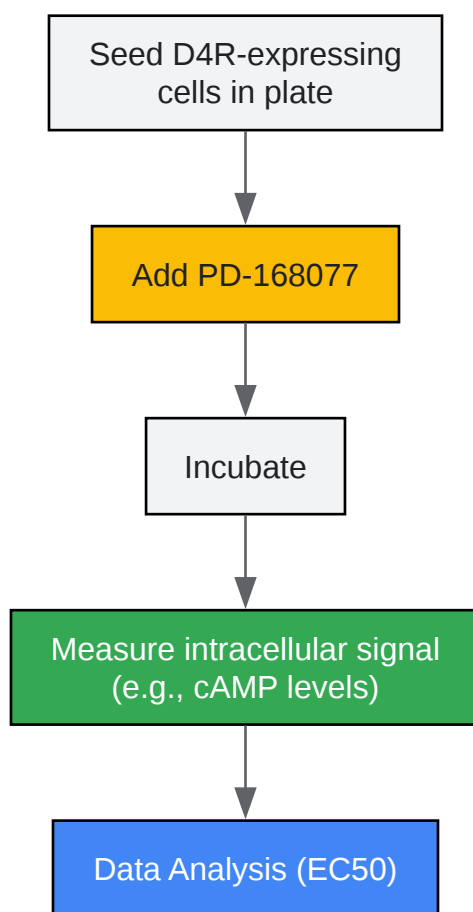 Seed D4R-expressing
cells in plate
Add PD-168077
Incubate
Measure intracellular signal
(e.g., cAMP levels)
Data Analysis (EC50)